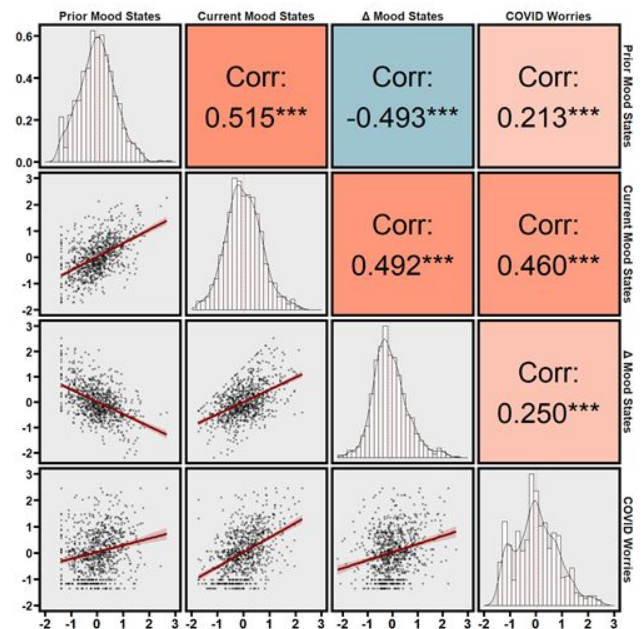 Prior Mood States Current Mood States Δ Mood States COVID Worries
0.6
0.4
0.2
0.0
Corr:
0.515***
Corr:
-0.493***
Corr:
0.213***
Prior Mood States
3
2
1
0
-1
-2
Corr:
0.492***
Corr:
0.460***
Current Mood States
3
2
1
0
-1
-2
Corr:
0.250***
Δ Mood States
3
2
1
0
-1
-2
COVID Worries
-2 -1 0 1 2 3 -2 -1 0 1 2 3 -2 -1 0 1 2 3 -2 -1 0 1 2 3